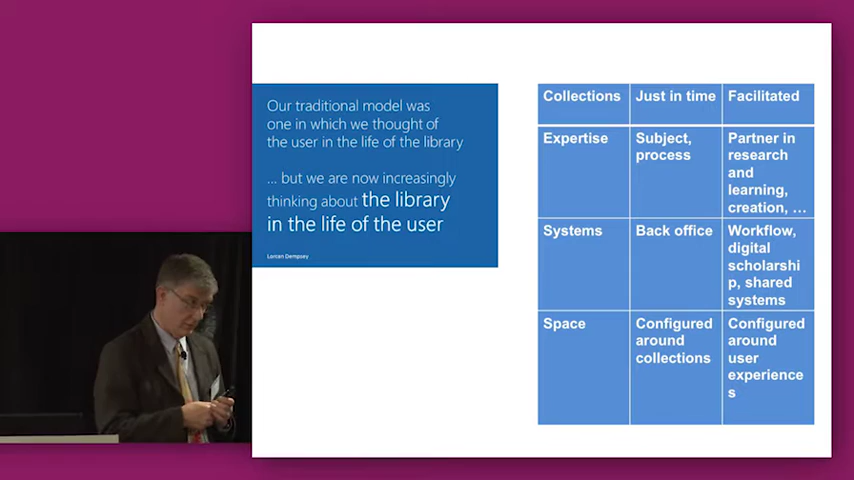 Our traditional model was
one in which we thought of
the user in the life of the library
... but we are now increasingly
thinking about the library
in the life of the user
Lorcan Dempsey
Collections Just in time Facilitated
Expertise
Subject,
process
Partner in
research
and
learning,
creation, ...
Systems
Back office
Workflow,
digital
scholarshi
p, shared
systems
Space
Configured
around
collections
Configured
around
user
experience
s